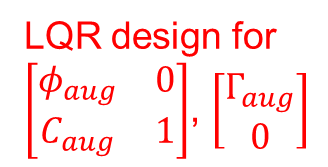 LQR design for
[ϕ_aug 0
C_aug 1], [Γ_aug
0]